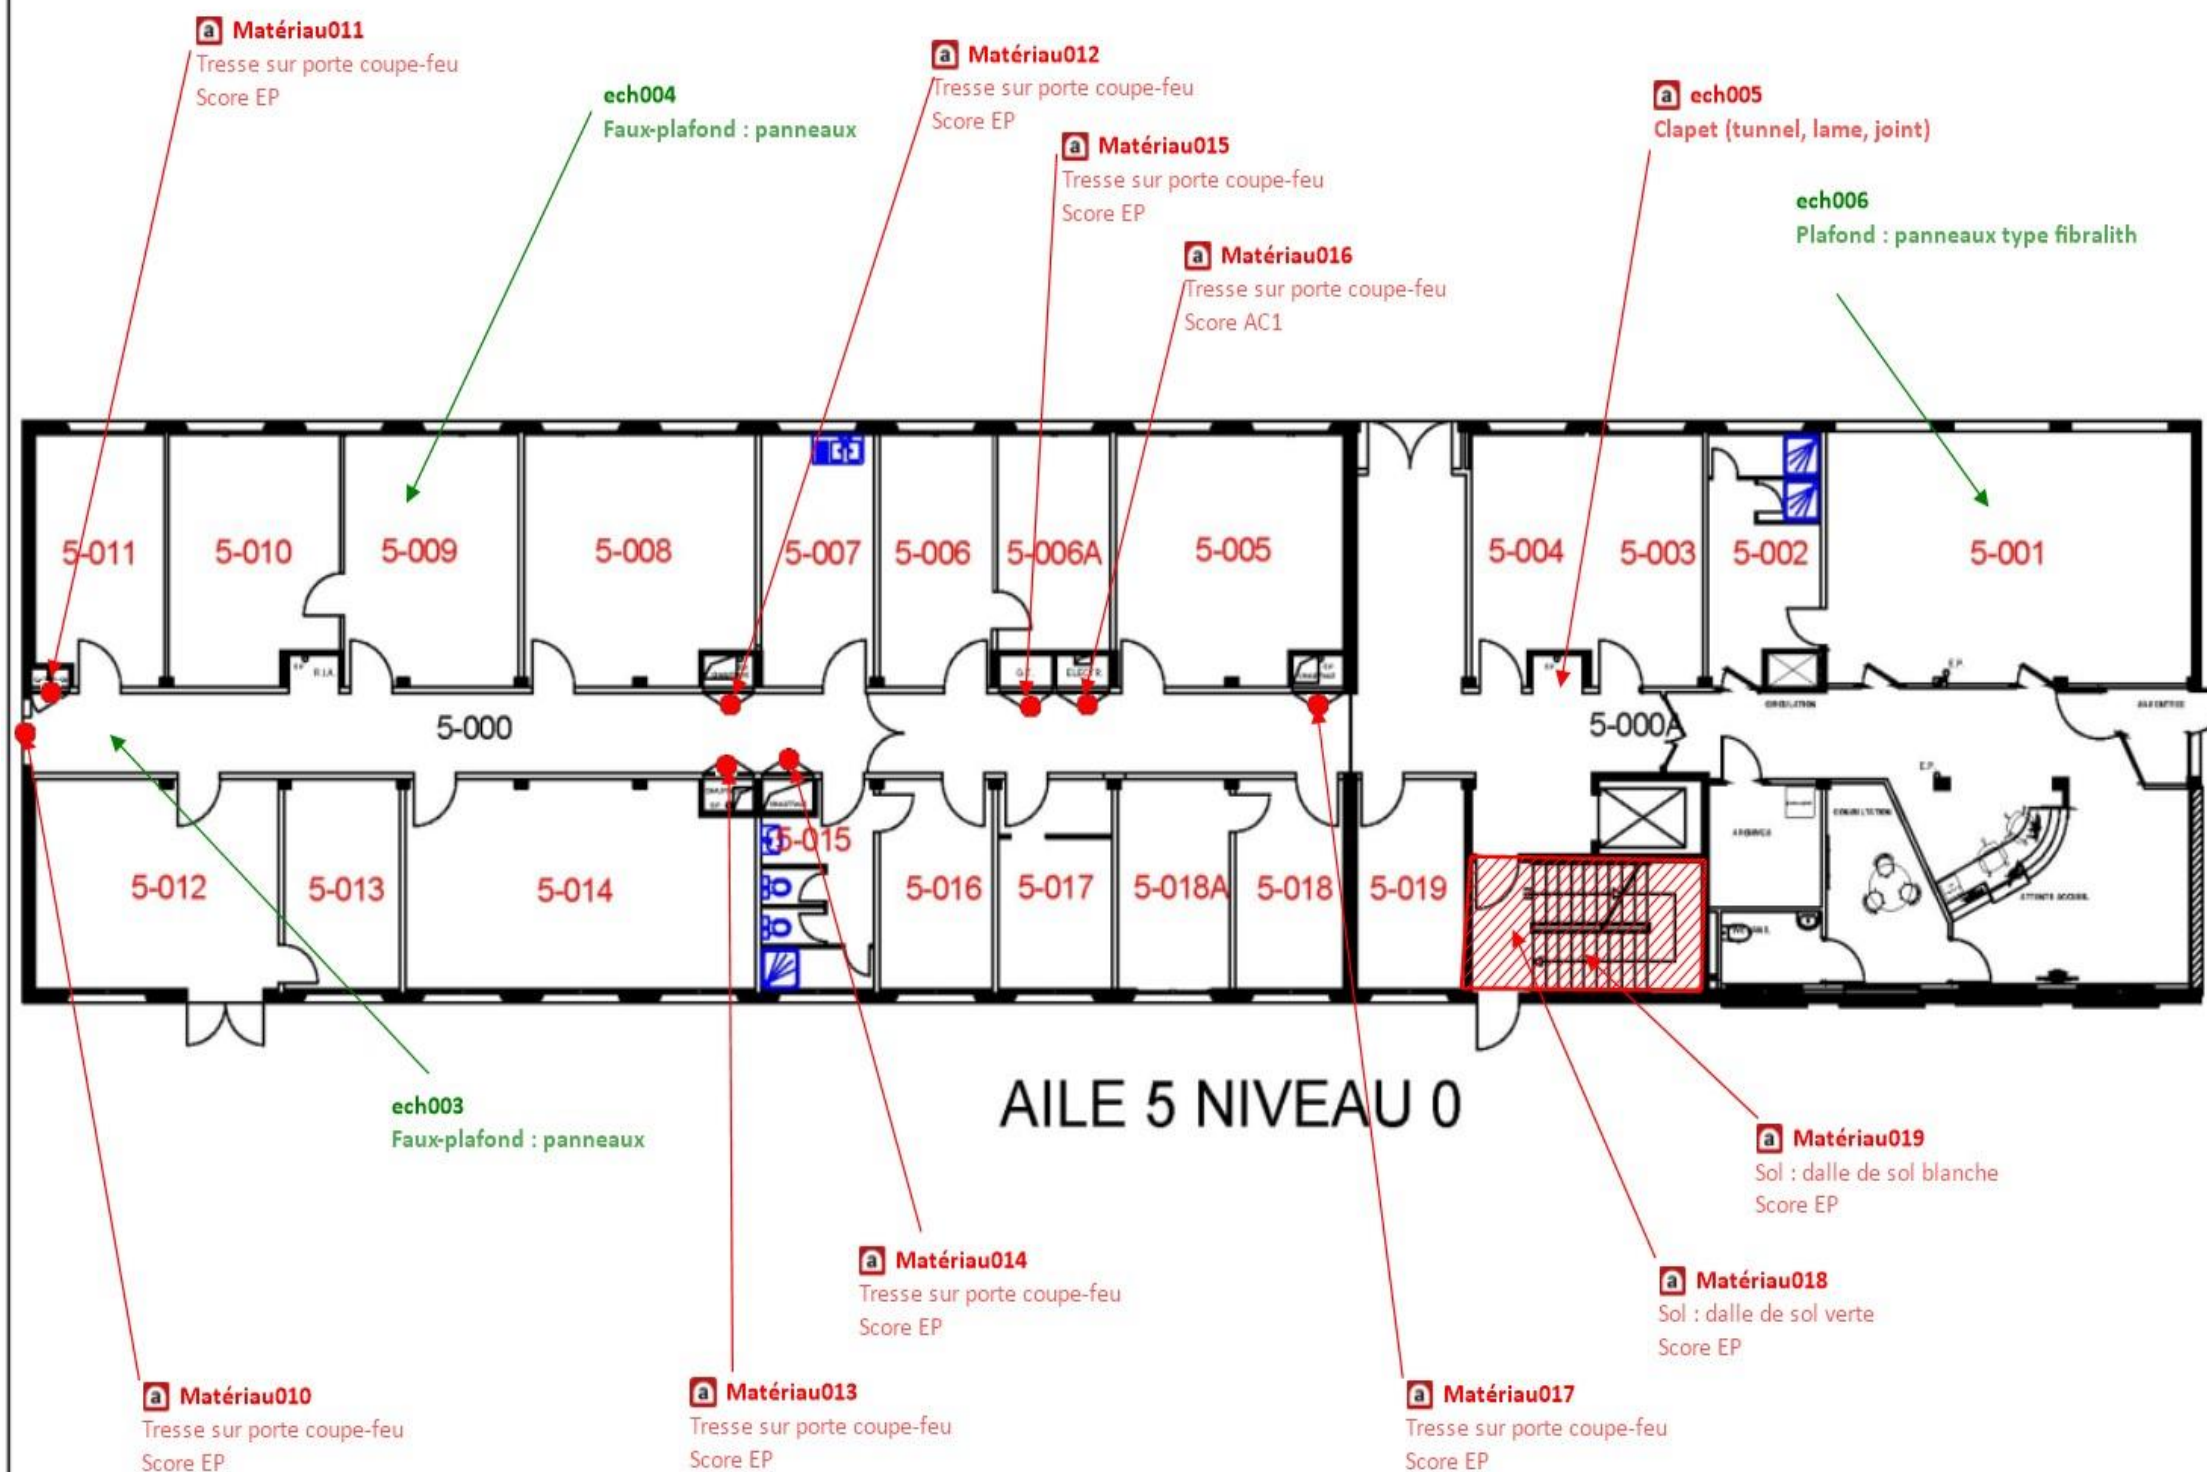 a Matériau011
Tresse sur porte coupe-feu
Score EP
ech004
Faux-plafond : panneaux
a Matériau012
Tresse sur porte coupe-feu
Score EP
a Matériau015
Tresse sur porte coupe-feu
Score EP
a ech005
Clapet (tunnel, lame, joint)
ech006
Plafond : panneaux type fibralith
a Matériau016
Tresse sur porte coupe-feu
Score AC1
5-011
5-010
5-009
5-008
5-007
5-006
5-006A
5-005
5-004
5-003
5-002
5-001
R.I.A.
ELECTR.
E.P.
5-000
5-000A
CIRCULATION
E.P.
5-012
5-013
5-014
5-015
5-016
5-017
5-018A
5-018
5-019
ARCHIVES
CONSULTATION
ATTENTE ACCUEIL
AILE 5 NIVEAU 0
ech003
Faux-plafond : panneaux
a Matériau019
Sol : dalle de sol blanche
Score EP
a Matériau014
Tresse sur porte coupe-feu
Score EP
a Matériau018
Sol : dalle de sol verte
Score EP
a Matériau010
Tresse sur porte coupe-feu
Score EP
a Matériau013
Tresse sur porte coupe-feu
Score EP
a Matériau017
Tresse sur porte coupe-feu
Score EP